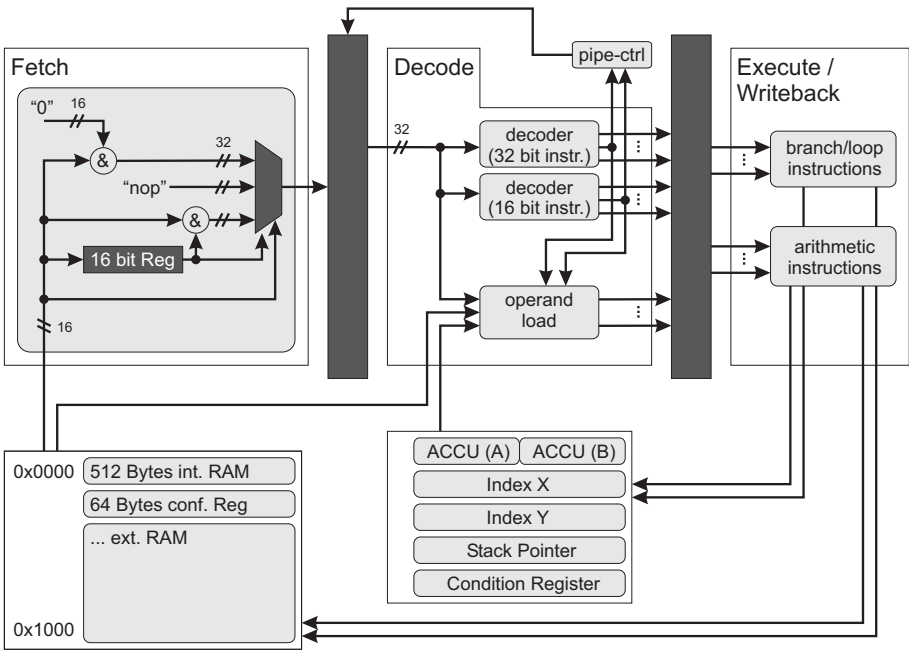 Fetch
“0”
16
&
32
“nop”
&
16 bit Reg
16
pipe-ctrl
Decode
32
decoder
(32 bit instr.)
...
decoder
(16 bit instr.)
...
operand
load
...
Execute /
Writeback
...
branch/loop
instructions
...
arithmetic
instructions
0x0000
512 Bytes int. RAM
64 Bytes conf. Reg
... ext. RAM
0x1000
ACCU (A)
ACCU (B)
Index X
Index Y
Stack Pointer
Condition Register